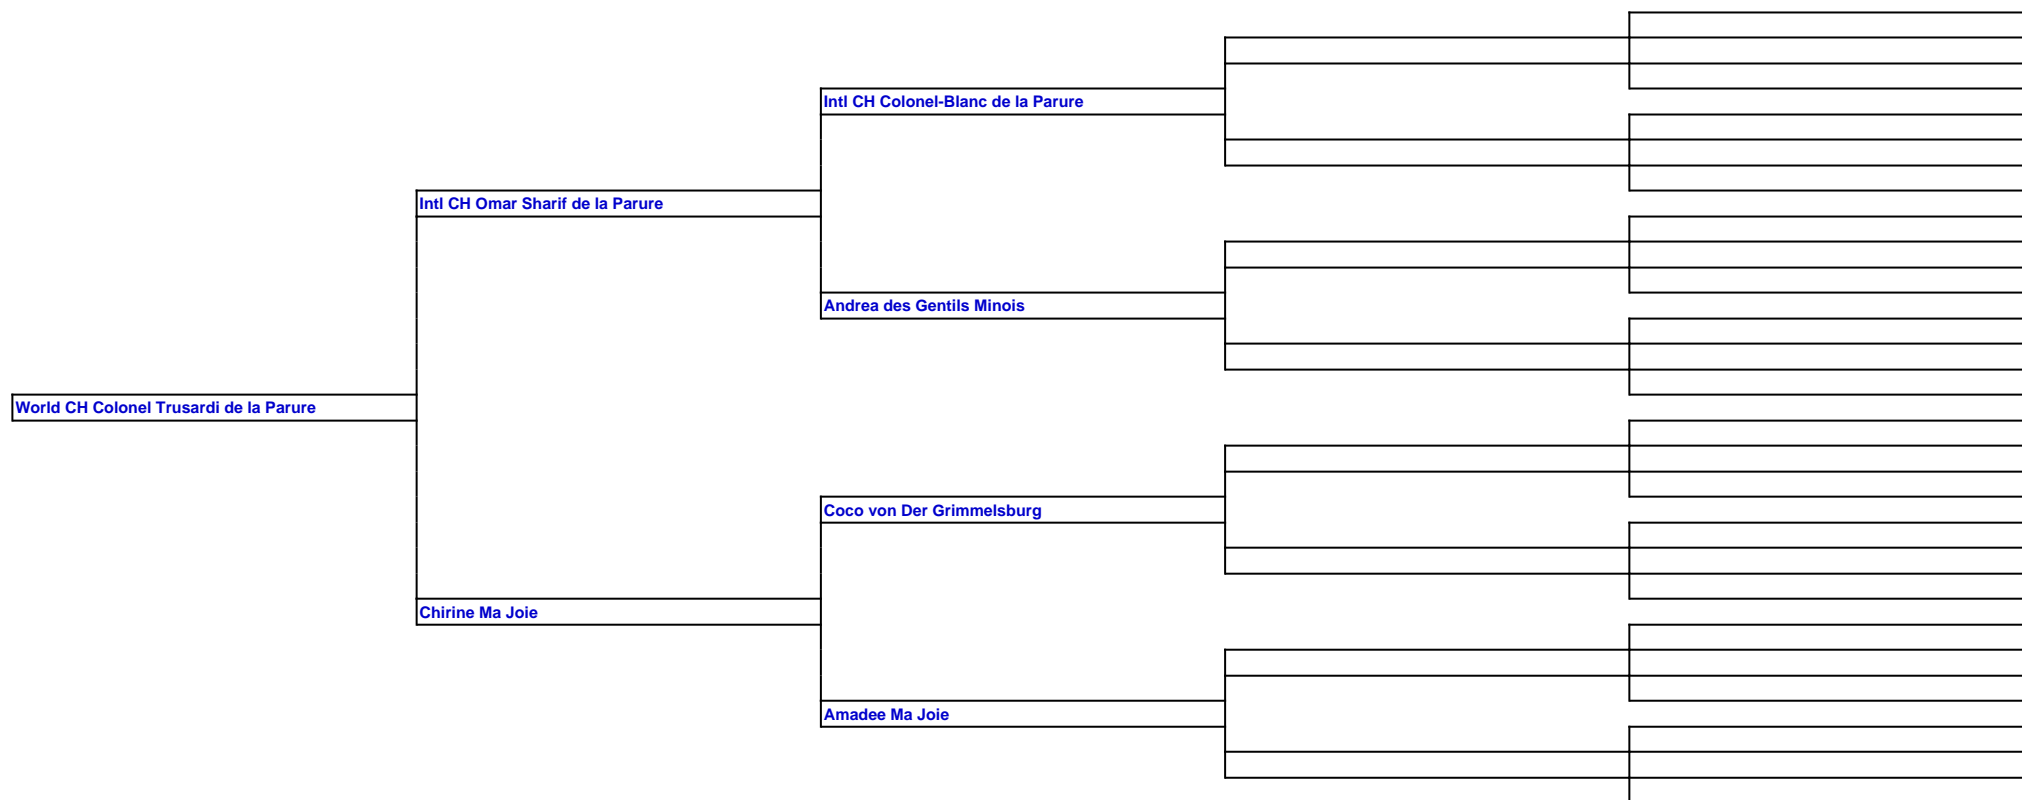 Intl CH Colonel-Blanc de la Parure
Intl CH Omar Sharif de la Parure
Andrea des Gentils Minois
World CH Colonel Trusardi de la Parure
Coco von Der Grimmelsburg
Chirine Ma Joie
Amadee Ma Joie